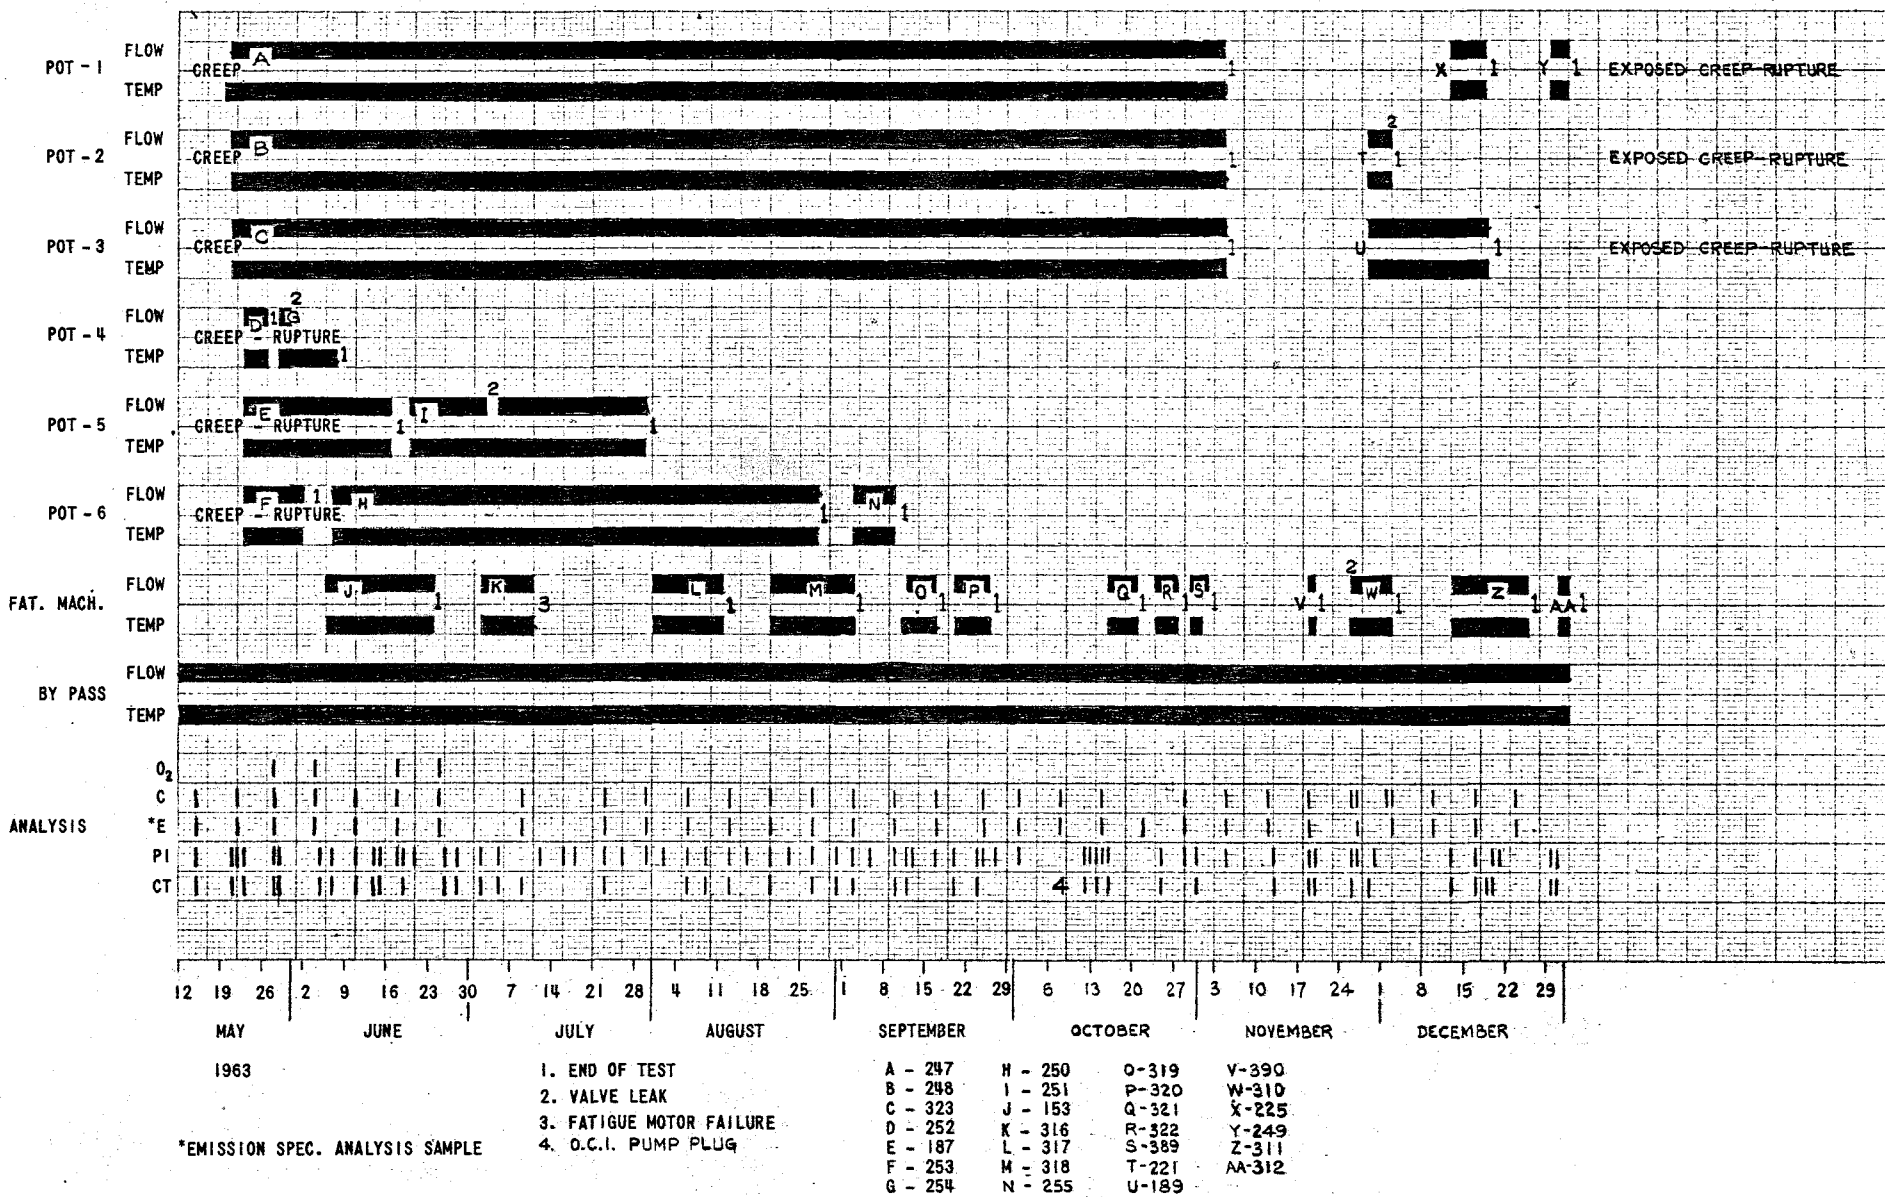 FLOW
POT - 1 CREEP A 1 X 1 Y 1 EXPOSED CREEP-RUPTURE
TEMP
FLOW 2
POT - 2 CREEP B 1 T 1 EXPOSED CREEP-RUPTURE
TEMP
FLOW
POT - 3 CREEP C 1 U 1 EXPOSED CREEP-RUPTURE
TEMP
2
FLOW D 1 G
POT - 4 CREEP - RUPTURE
TEMP 1
2
FLOW E I
POT - 5 CREEP - RUPTURE 1 1
TEMP
FLOW F 1 H N
POT - 6 CREEP - RUPTURE 1 1
TEMP
2
FLOW J K L M O P Q R S W Z
FAT. MACH. 1 3 1 1 1 1 1 1 1 V 1 1 1 AA 1
TEMP
FLOW
BY PASS
TEMP
O2
C
ANALYSIS *E
PI
CT 4
12 19 26 2 9 16 23 30 7 14 21 28 4 11 18 25 1 8 15 22 29 6 13 20 27 3 10 17 24 1 8 15 22 29
MAY JUNE JULY AUGUST SEPTEMBER OCTOBER NOVEMBER DECEMBER
1963
1. END OF TEST
2. VALVE LEAK
3. FATIGUE MOTOR FAILURE
4. O.C.I. PUMP PLUG
*EMISSION SPEC. ANALYSIS SAMPLE
A - 247 H - 250 O-319 V-390
B - 248 I - 251 P-320 W-310
C - 323 J - 153 Q-321 X-225
D - 252 K - 316 R-322 Y-249
E - 187 L - 317 S-389 Z-311
F - 253 M - 318 T-221 AA-312
G - 254 N - 255 U-189